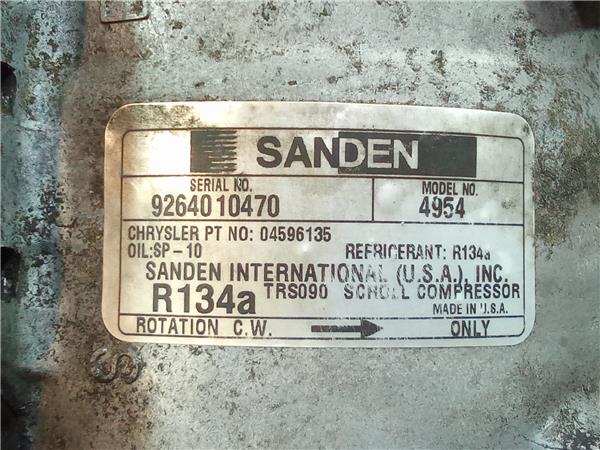 SANDEN
SERIAL NO. MODEL NO.
9264010470 4954
CHRYSLER PT NO: 04596135
OIL:SP-10 REFRIGERANT: R134a
SANDEN INTERNATIONAL (U.S.A.), INC.
R134a TRS090 SCROLL COMPRESSOR
MADE IN U.S.A.
ROTATION C.W. ONLY